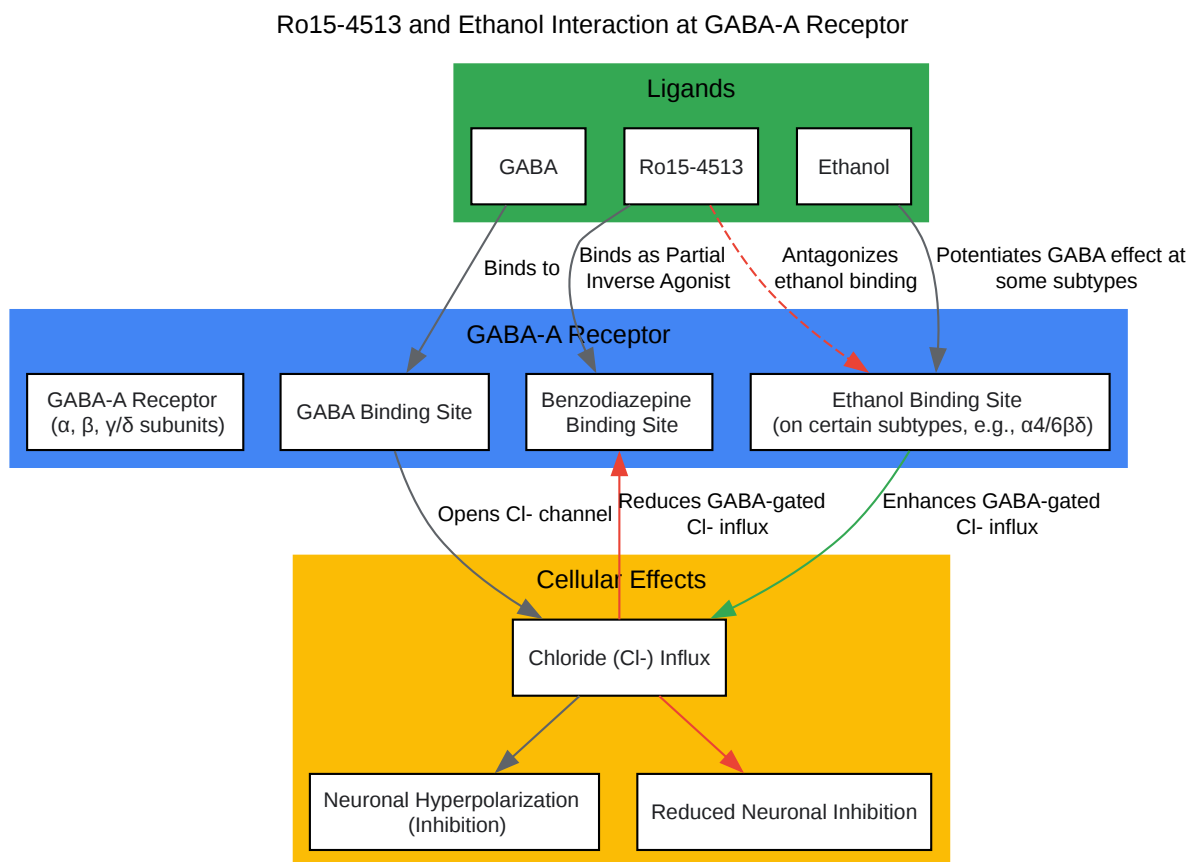 Ro15-4513 and Ethanol Interaction at GABA-A Receptor
Ligands
GABA
Ro15-4513
Ethanol
Binds to
Binds as Partial
Inverse Agonist
Antagonizes
ethanol binding
Potentiates GABA effect at
some subtypes
GABA-A Receptor
GABA-A Receptor
(α, β, γ/δ subunits)
GABA Binding Site
Benzodiazepine
Binding Site
Ethanol Binding Site
(on certain subtypes, e.g., α4/6βδ)
Opens Cl- channel
Reduces GABA-gated
Cl- influx
Enhances GABA-gated
Cl- influx
Cellular Effects
Chloride (Cl-) Influx
Neuronal Hyperpolarization
(Inhibition)
Reduced Neuronal Inhibition